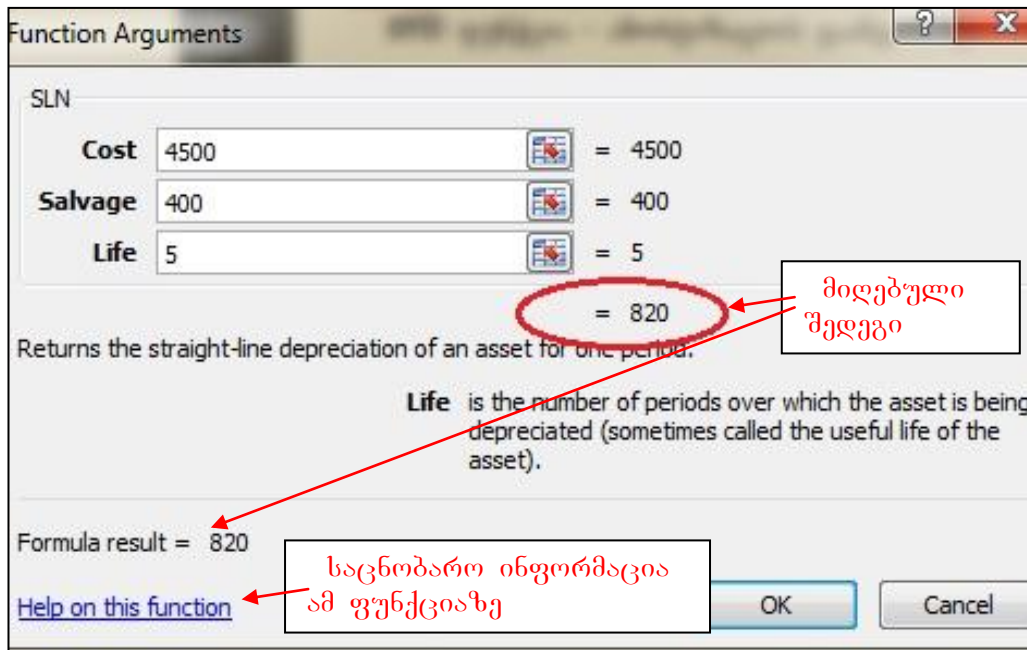 Function Arguments
SLN
Cost 4500 = 4500
Salvage 400 = 400
Life 5 = 5
= 820
მიღებული
შედეგი
Returns the straight-line depreciation of an asset for one period.
Life is the number of periods over which the asset is being
depreciated (sometimes called the useful life of the
asset).
Formula result = 820
საცნობარო ინფორმაცია
ამ ფუნქციაზე
Help on this function
OK
Cancel